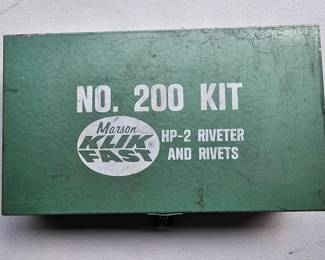 NO. 200 KIT
Marson
KLIK
FAST®
HP-2 RIVETER
AND RIVETS